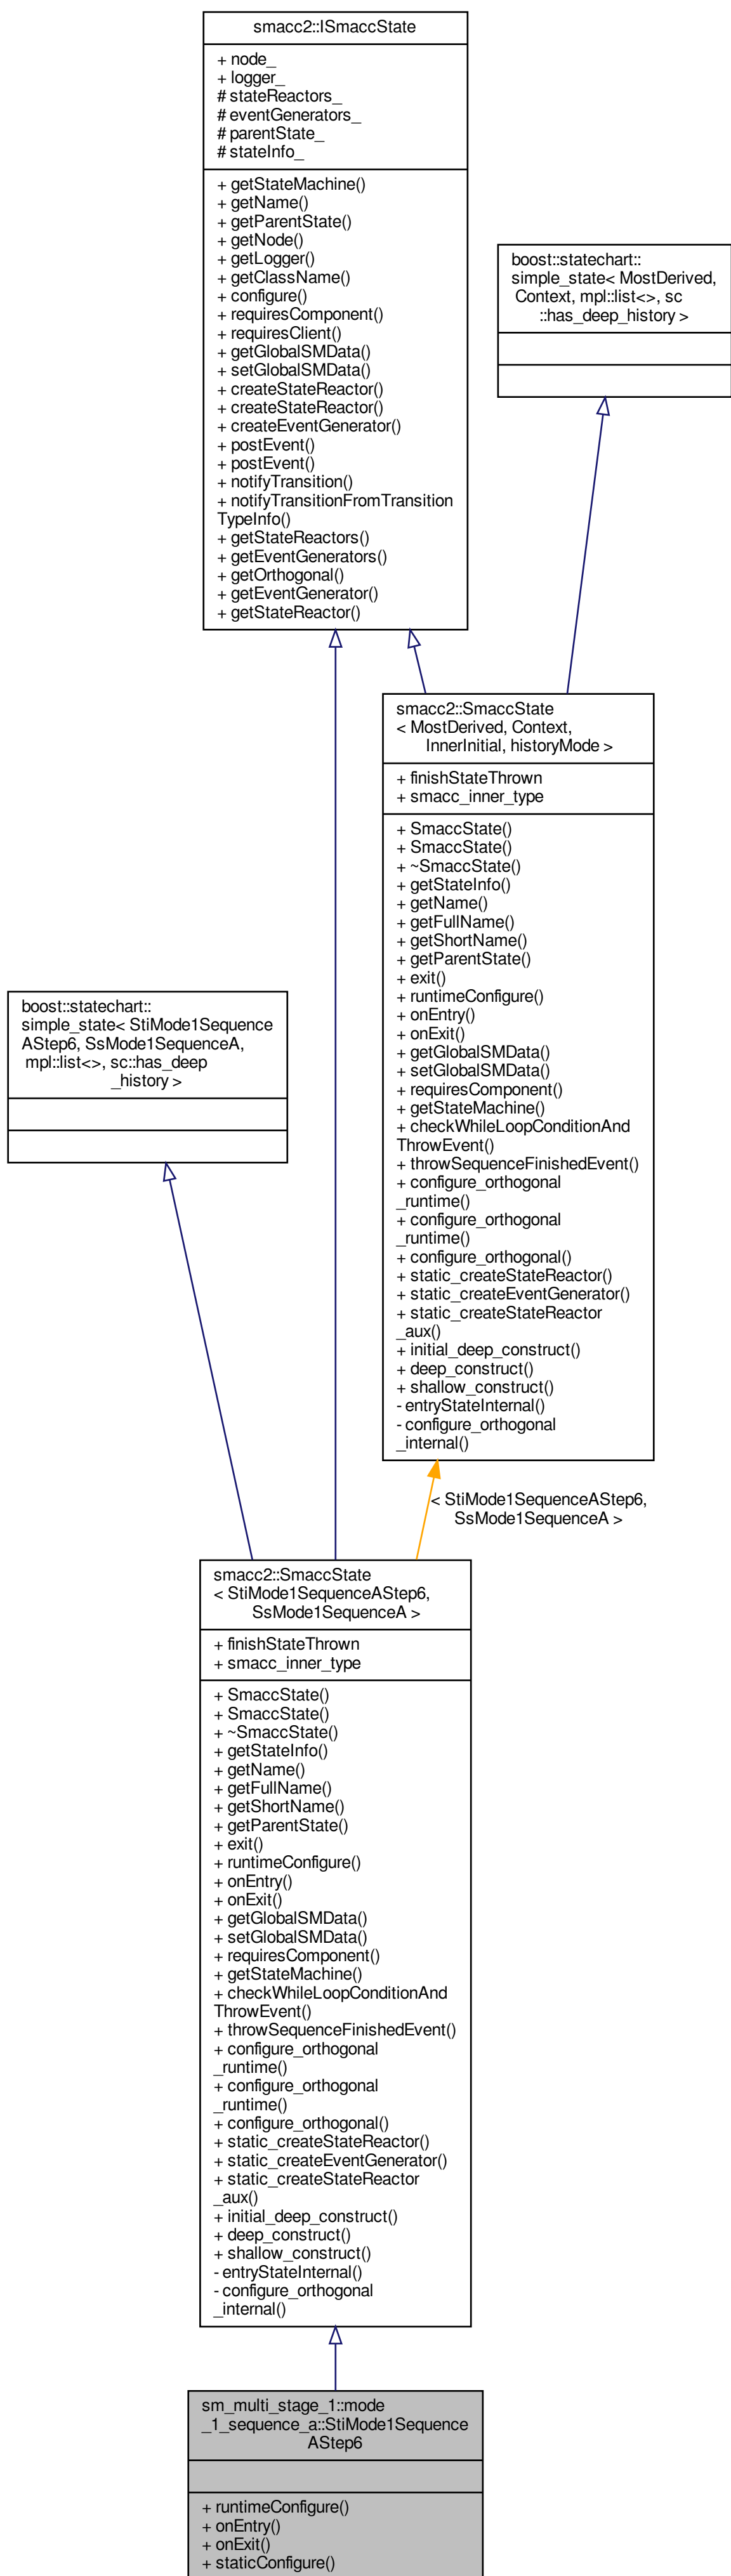 smacc2::ISmaccState
+ node_
+ logger_
# stateReactors_
# eventGenerators_
# parentState_
# stateInfo_
+ getStateMachine()
+ getName()
+ getParentState()
+ getNode()
+ getLogger()
+ getClassName()
+ configure()
+ requiresComponent()
+ requiresClient()
+ getGlobalSMData()
+ setGlobalSMData()
+ createStateReactor()
+ createStateReactor()
+ createEventGenerator()
+ postEvent()
+ postEvent()
+ notifyTransition()
+ notifyTransitionFromTransition
TypeInfo()
+ getStateReactors()
+ getEventGenerators()
+ getOrthogonal()
+ getEventGenerator()
+ getStateReactor()
boost::statechart::
simple_state< MostDerived,
Context, mpl::list<>, sc
::has_deep_history >
smacc2::SmaccState
< MostDerived, Context,
InnerInitial, historyMode >
+ finishStateThrown
+ smacc_inner_type
+ SmaccState()
+ SmaccState()
+ ~SmaccState()
+ getStateInfo()
+ getName()
+ getFullName()
+ getShortName()
+ getParentState()
+ exit()
+ runtimeConfigure()
+ onEntry()
+ onExit()
+ getGlobalSMData()
+ setGlobalSMData()
+ requiresComponent()
+ getStateMachine()
+ checkWhileLoopConditionAnd
ThrowEvent()
+ throwSequenceFinishedEvent()
+ configure_orthogonal
_runtime()
+ configure_orthogonal
_runtime()
+ configure_orthogonal()
+ static_createStateReactor()
+ static_createEventGenerator()
+ static_createStateReactor
_aux()
+ initial_deep_construct()
+ deep_construct()
+ shallow_construct()
- entryStateInternal()
- configure_orthogonal
_internal()
boost::statechart::
simple_state< StiMode1Sequence
AStep6, SsMode1SequenceA,
mpl::list<>, sc::has_deep
_history >
< StiMode1SequenceAStep6,
SsMode1SequenceA >
smacc2::SmaccState
< StiMode1SequenceAStep6,
SsMode1SequenceA >
+ finishStateThrown
+ smacc_inner_type
+ SmaccState()
+ SmaccState()
+ ~SmaccState()
+ getStateInfo()
+ getName()
+ getFullName()
+ getShortName()
+ getParentState()
+ exit()
+ runtimeConfigure()
+ onEntry()
+ onExit()
+ getGlobalSMData()
+ setGlobalSMData()
+ requiresComponent()
+ getStateMachine()
+ checkWhileLoopConditionAnd
ThrowEvent()
+ throwSequenceFinishedEvent()
+ configure_orthogonal
_runtime()
+ configure_orthogonal
_runtime()
+ configure_orthogonal()
+ static_createStateReactor()
+ static_createEventGenerator()
+ static_createStateReactor
_aux()
+ initial_deep_construct()
+ deep_construct()
+ shallow_construct()
- entryStateInternal()
- configure_orthogonal
_internal()
sm_multi_stage_1::mode
_1_sequence_a::StiMode1Sequence
AStep6
+ runtimeConfigure()
+ onEntry()
+ onExit()
+ staticConfigure()